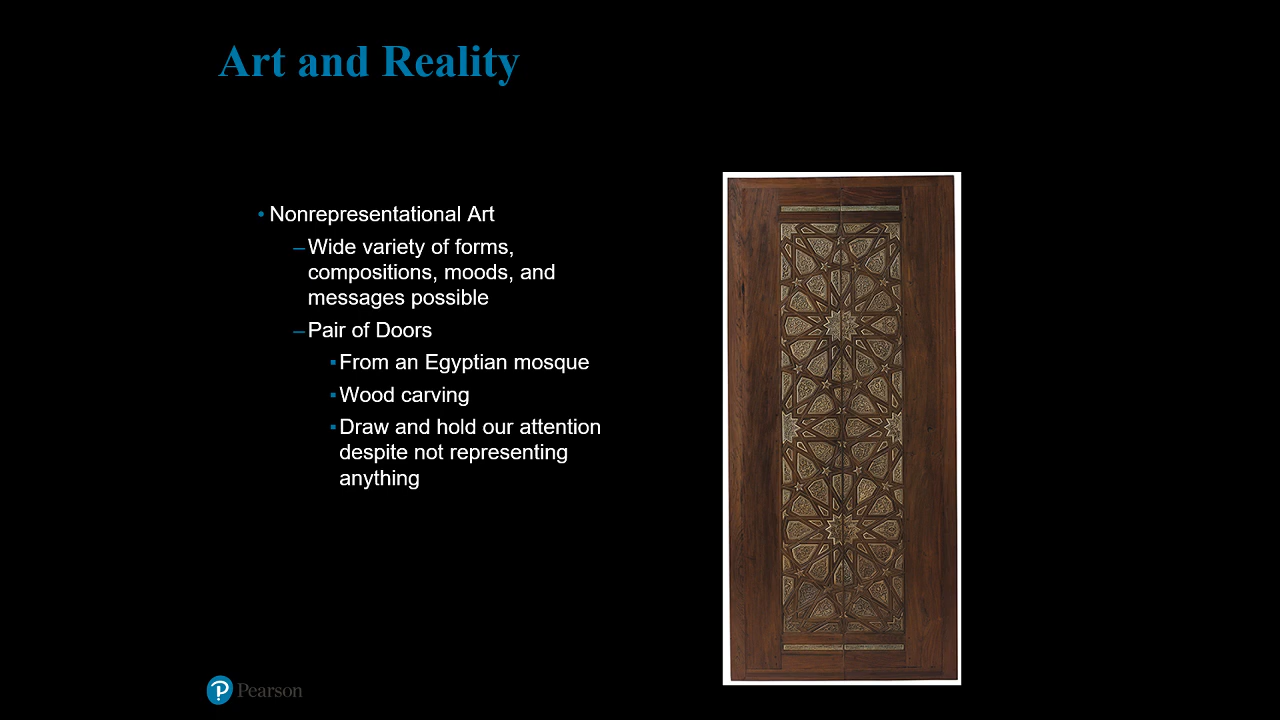 Art and Reality
• Nonrepresentational Art
– Wide variety of forms,
compositions, moods, and
messages possible
– Pair of Doors
▪ From an Egyptian mosque
▪ Wood carving
▪ Draw and hold our attention
despite not representing
anything
Pearson